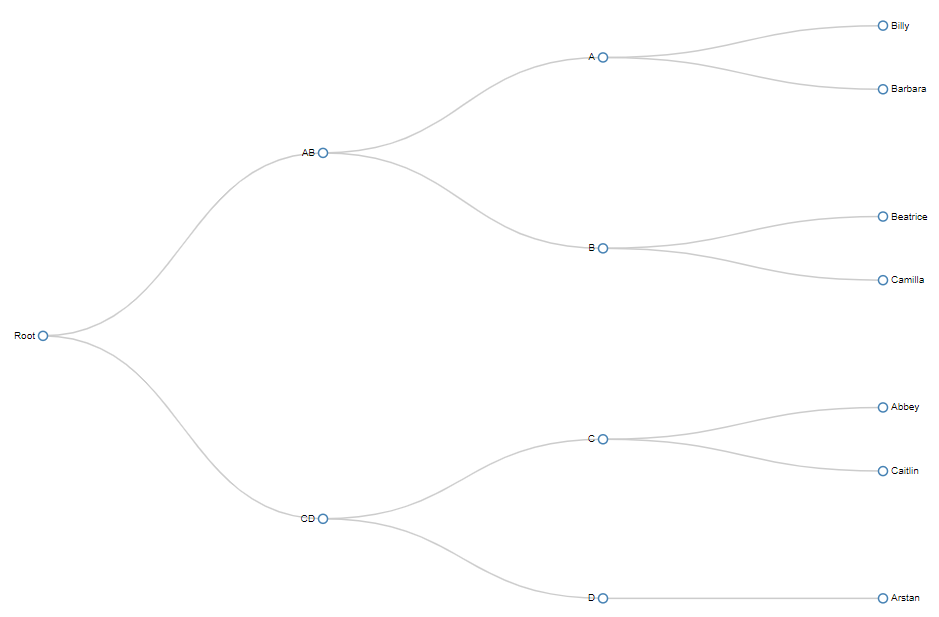 Billy
A
Barbara
AB
Beatrice
B
Camilla
Root
Abbey
C
Caitlin
CD
D
Arstan